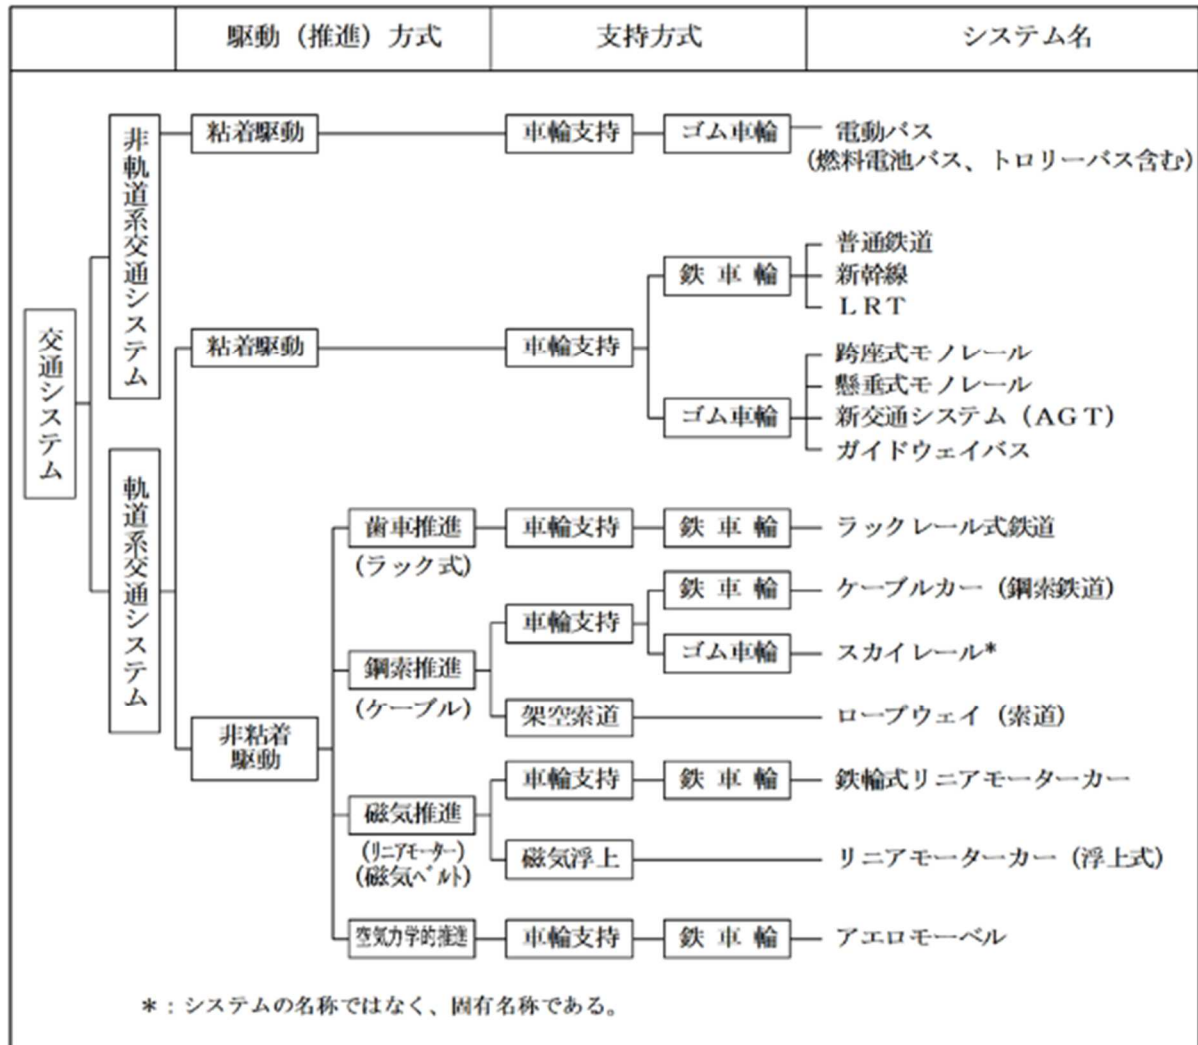 駆動（推進）方式
支持方式
システム名
交通システム
非軌道系交通システム
粘着駆動
車輪支持
ゴム車輪
電動バス
(燃料電池バス、トロリーバス含む)
軌道系交通システム
粘着駆動
車輪支持
鉄 車 輪
普通鉄道
新幹線
ＬＲＴ
ゴム車輪
跨座式モノレール
懸垂式モノレール
新交通システム（ＡＧＴ）
ガイドウェイバス
非粘着
駆動
歯車推進
(ラック式)
車輪支持
鉄 車 輪
ラックレール式鉄道
鋼索推進
(ケーブル)
車輪支持
鉄 車 輪
ケーブルカー（鋼索鉄道）
ゴム車輪
スカイレール*
架空索道
ロープウェイ（索道）
磁気推進
(リニアモーター)
(磁気ベルト)
車輪支持
鉄 車 輪
鉄輪式リニアモーターカー
磁気浮上
リニアモーターカー（浮上式）
空気力学的推進
車輪支持
鉄 車 輪
アエロモーベル
*：システムの名称ではなく、固有名称である。